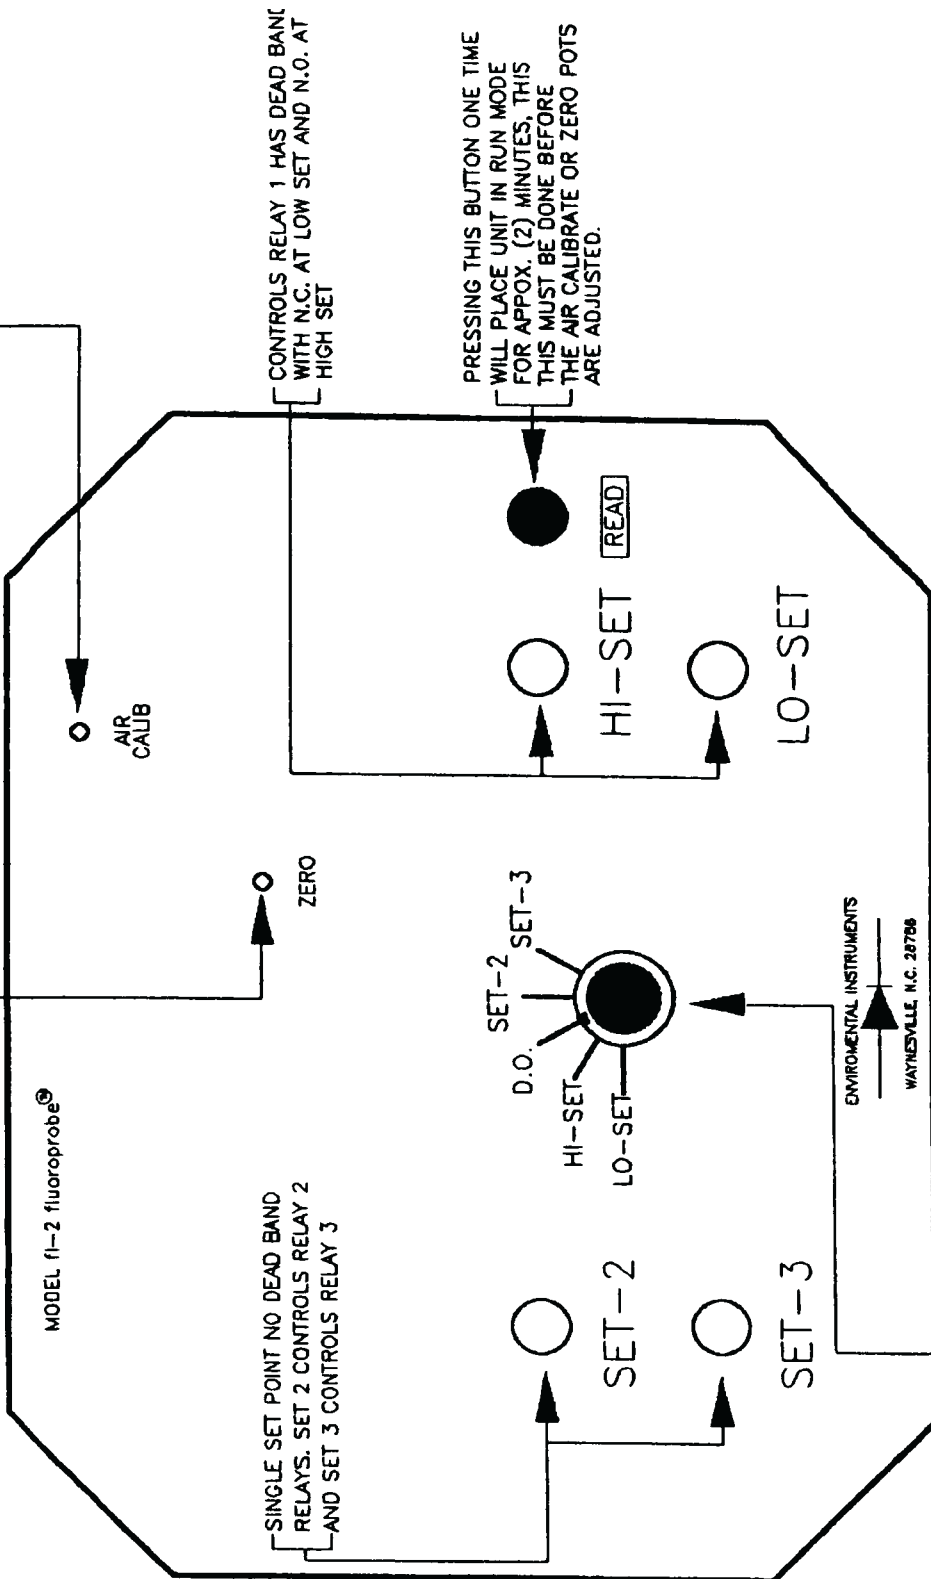 MODEL fl-2 fluoroprobe®
SINGLE SET POINT NO DEAD BAND
RELAYS. SET 2 CONTROLS RELAY 2
AND SET 3 CONTROLS RELAY 3
ZERO
AIR
CALIB
CONTROLS RELAY 1 HAS DEAD BAND
WITH N.C. AT LOW SET AND N.O. AT
HIGH SET
PRESSING THIS BUTTON ONE TIME
WILL PLACE UNIT IN RUN MODE
FOR APPOX. (2) MINUTES, THIS
THIS MUST BE DONE BEFORE
THE AIR CALIBRATE OR ZERO POTS
ARE ADJUSTED.
SET-2
SET-3
LO-SET
HI-SET
D.O.
SET-2
SET-3
HI-SET
READ
LO-SET
ENVIROMENTAL INSTRUMENTS
WAYNESVILLE, N.C. 28786